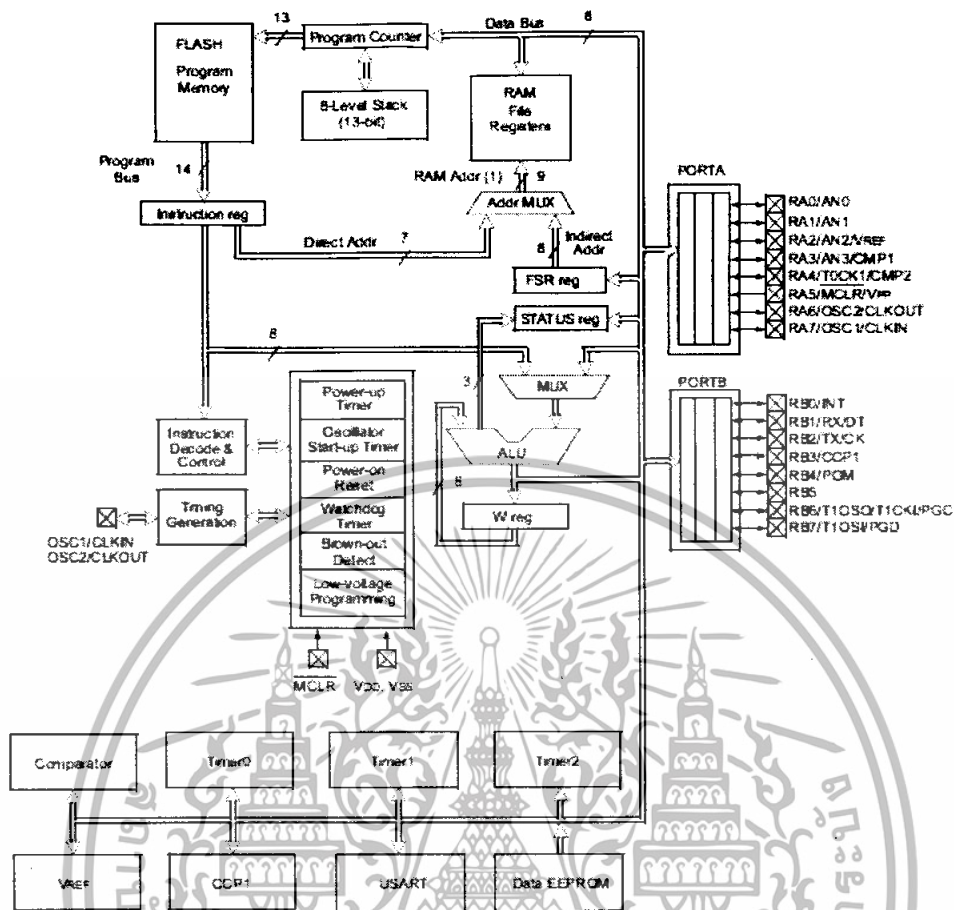 13
Data Bus
8
FLASH
Program
Memory
Program Counter
8-Level Stack
(13-bit)
RAM
File
Registers
Program
Bus
14
RAM Addr (1)
9
PORTA
Addr MUX
Instruction reg
Direct Addr
7
8
Indirect
Addr
FSR reg
STATUS reg
RA0/AN0
RA1/AN1
RA2/AN2/VREF
RA3/AN3/CMP1
RA4/T0CK1/CMP2
RA5/MCLR/VPP
RA6/OSC2/CLKOUT
RA7/OSC1/CLKIN
8
3
MUX
PORTB
Power-up
Timer
Instruction
Decode &
Control
Oscillator
Start-up Timer
ALU
Power-on
Reset
8
Timing
Generation
Watchdog
Timer
W reg
OSC1/CLKIN
OSC2/CLKOUT
Brown-out
Detect
Low-voltage
Programming
RB0/INT
RB1/RX/DT
RB2/TX/CK
RB3/CCP1
RB4/PGM
RB5
RB6/T1OSO/T1CKI/PGC
RB7/T1OSI/PGD
MCLR
VDD, VSS
Comparator
Timer0
Timer1
Timer2
VREF
CCP1
USART
Data EEPROM